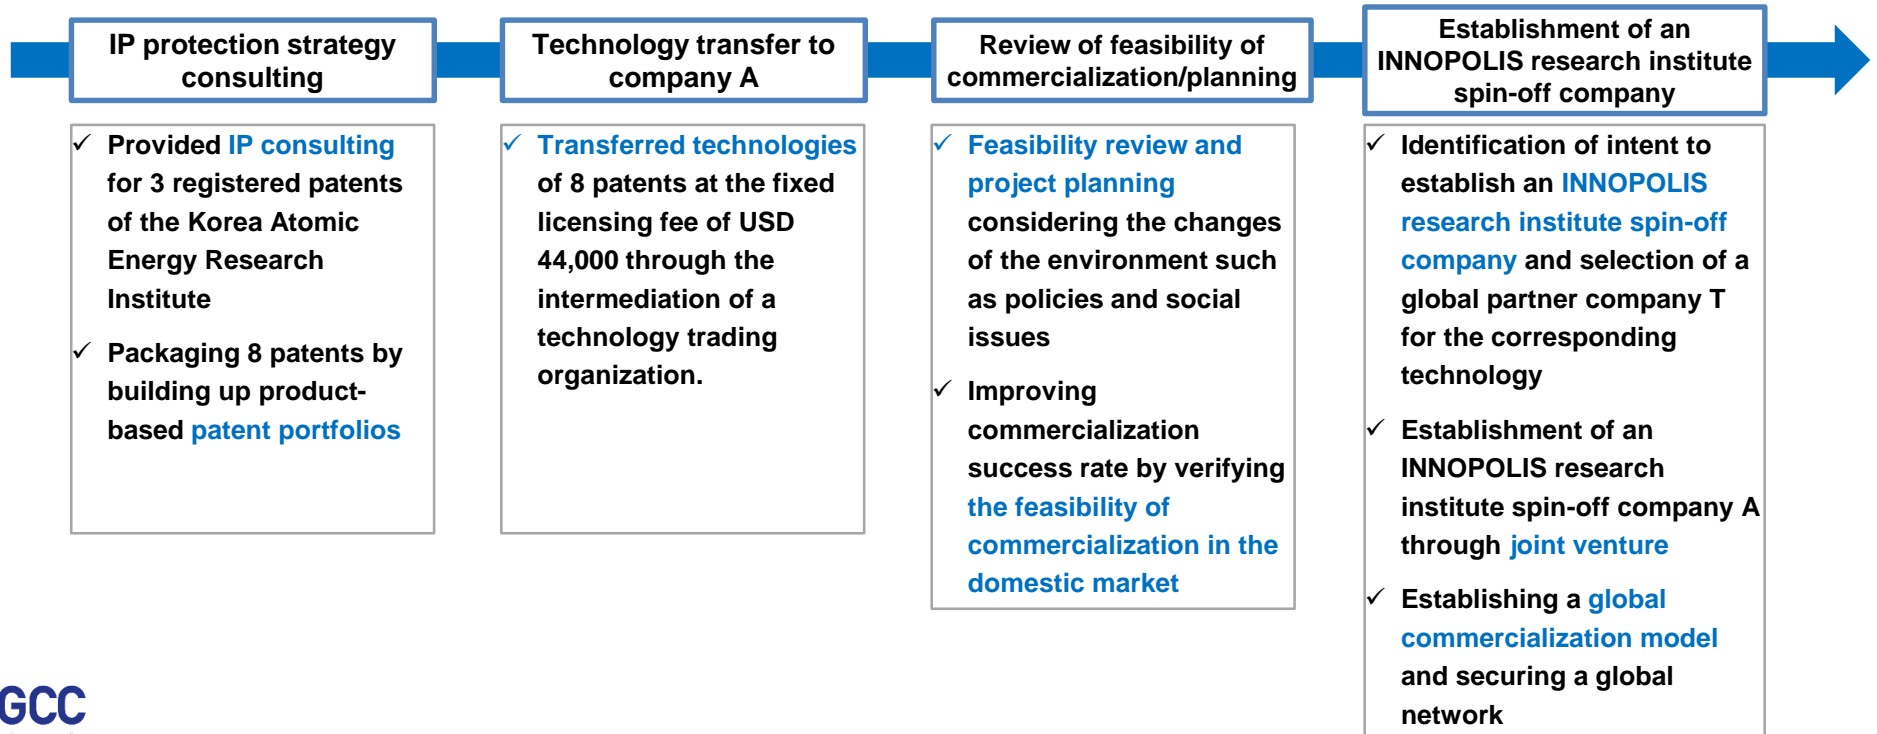 IP protection strategy
consulting
Technology transfer to
company A
Review of feasibility of
commercialization/planning
Establishment of an
INNOPOLIS research institute
spin-off company
✓ Provided IP consulting
for 3 registered patents
of the Korea Atomic
Energy Research
Institute
✓ Packaging 8 patents by
building up product-
based patent portfolios
✓ Transferred technologies
of 8 patents at the fixed
licensing fee of USD
44,000 through the
intermediation of a
technology trading
organization.
✓ Feasibility review and
project planning
considering the changes
of the environment such
as policies and social
issues
✓ Improving
commercialization
success rate by verifying
the feasibility of
commercialization in the
domestic market
✓ Identification of intent to
establish an INNOPOLIS
research institute spin-off
company and selection of a
global partner company T
for the corresponding
technology
✓ Establishment of an
INNOPOLIS research
institute spin-off company A
through joint venture
✓ Establishing a global
commercialization model
and securing a global
network
GCC